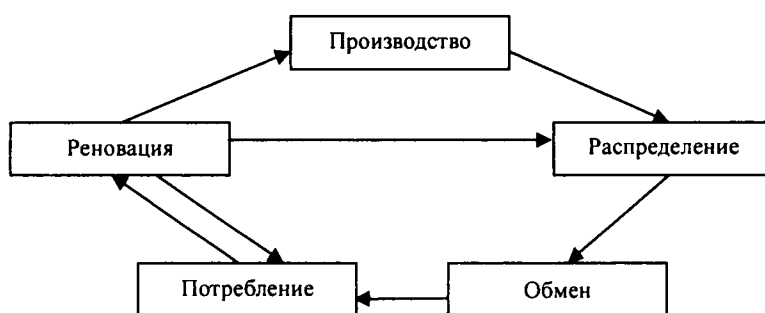 Производство
Реновация
Распределение
Потребление
Обмен